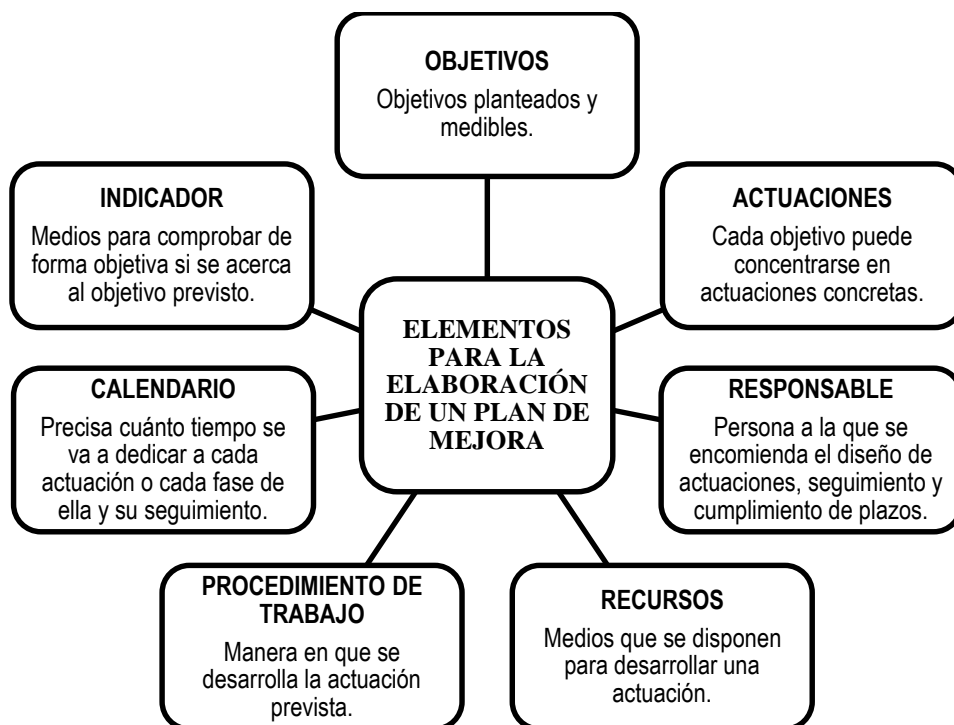 OBJETIVOS
Objetivos planteados y
medibles.
INDICADOR
Medios para comprobar de
forma objetiva si se acerca
al objetivo previsto.
ACTUACIONES
Cada objetivo puede
concentrarse en
actuaciones concretas.
ELEMENTOS
PARA LA
ELABORACIÓN
DE UN PLAN DE
MEJORA
CALENDARIO
Precisa cuánto tiempo se
va a dedicar a cada
actuación o cada fase de
ella y su seguimiento.
RESPONSABLE
Persona a la que se
encomienda el diseño de
actuaciones, seguimiento y
cumplimiento de plazos.
PROCEDIMIENTO DE
TRABAJO
Manera en que se
desarrolla la actuación
prevista.
RECURSOS
Medios que se disponen
para desarrollar una
actuación.